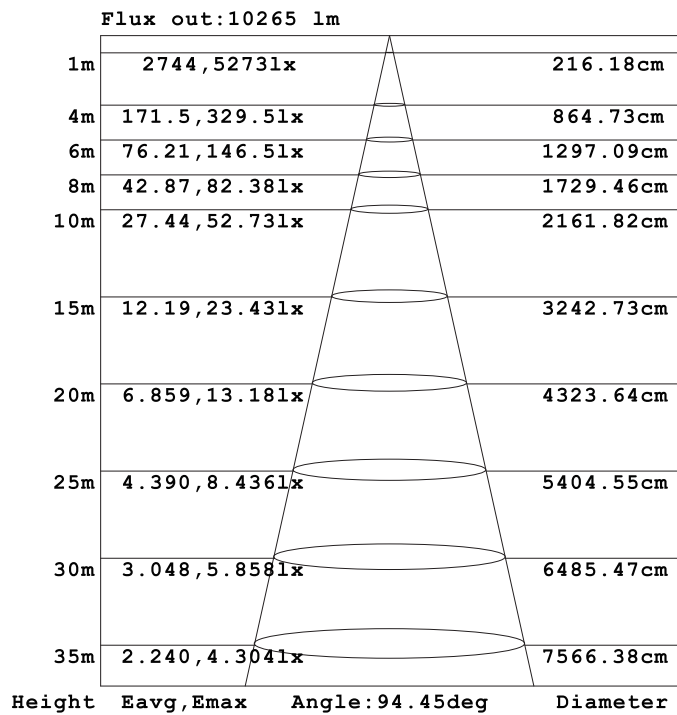 Flux out:10265 lm
1m 2744,5273lx 216.18cm
4m 171.5,329.5lx 864.73cm
6m 76.21,146.5lx 1297.09cm
8m 42.87,82.38lx 1729.46cm
10m 27.44,52.73lx 2161.82cm
15m 12.19,23.43lx 3242.73cm
20m 6.859,13.18lx 4323.64cm
25m 4.390,8.436lx 5404.55cm
30m 3.048,5.858lx 6485.47cm
35m 2.240,4.304lx 7566.38cm
Height Eavg,Emax Angle:94.45deg Diameter